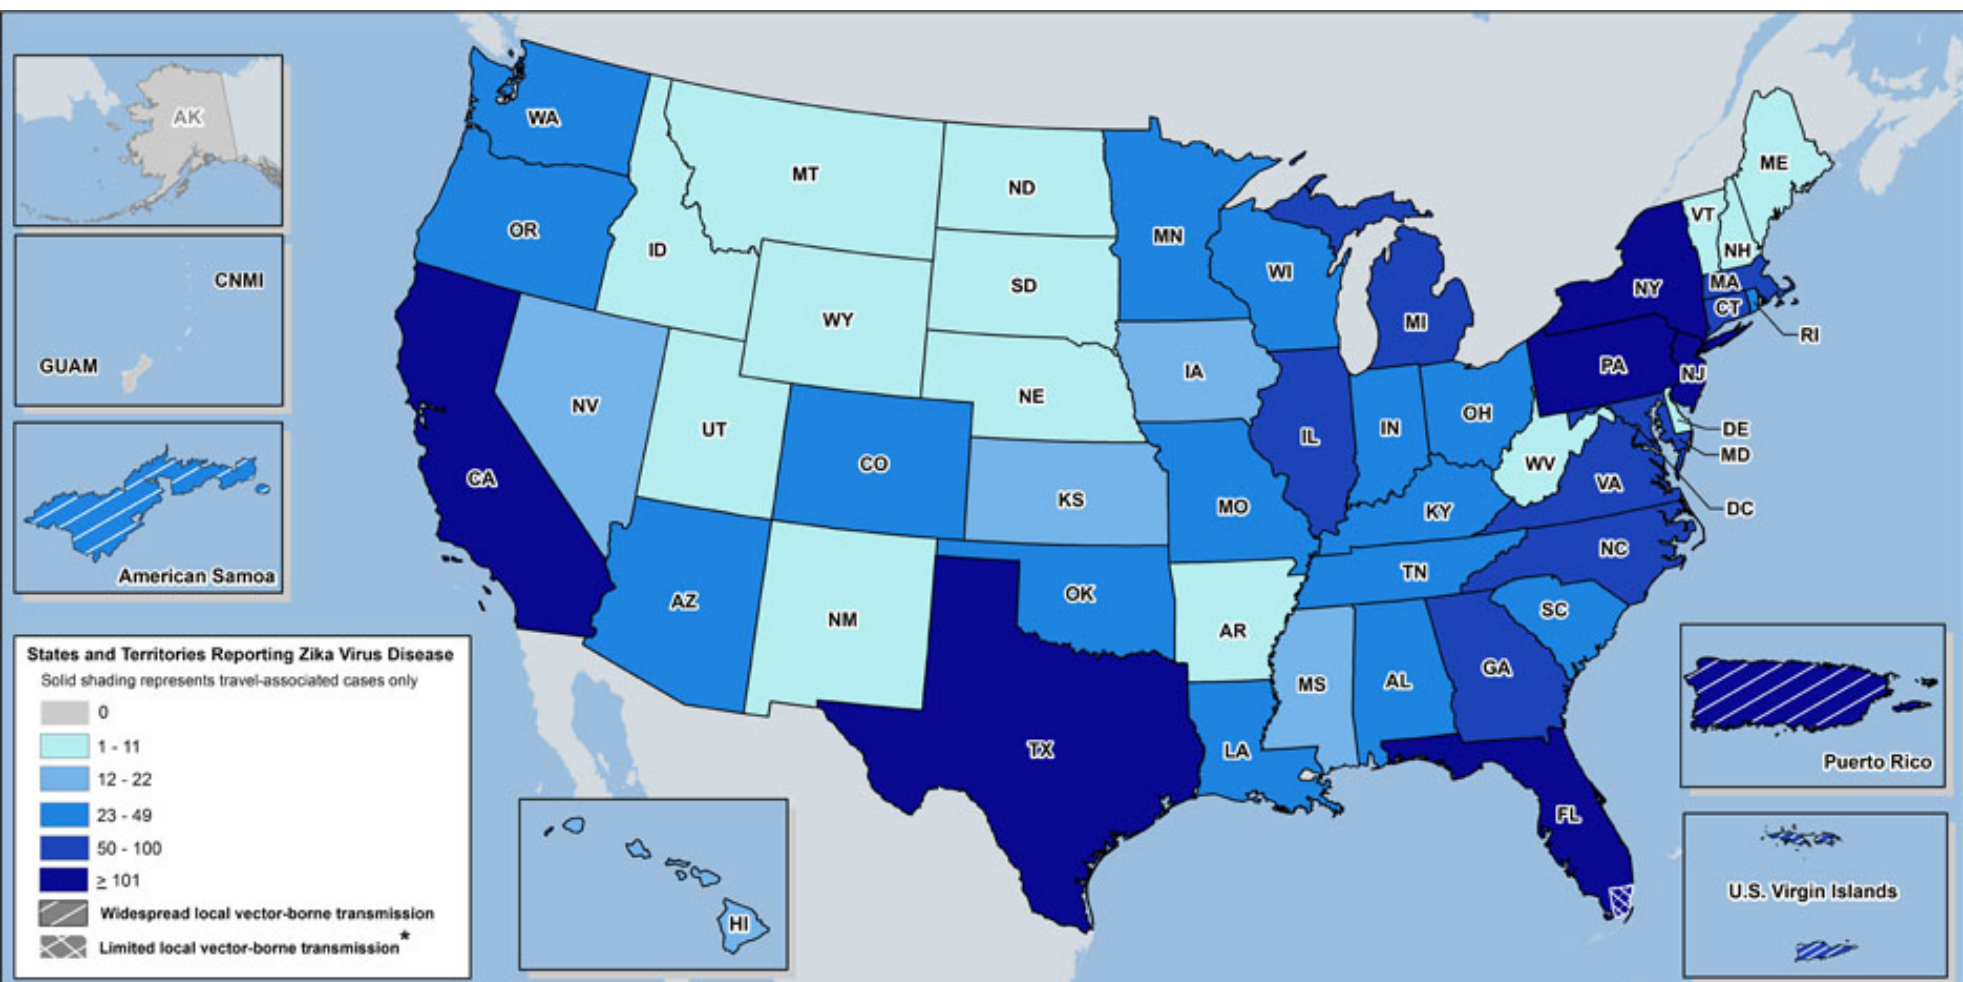 AK
CNMI
GUAM
American Samoa
States and Territories Reporting Zika Virus Disease
Solid shading represents travel-associated cases only
0
1 - 11
12 - 22
23 - 49
50 - 100
≥ 101
Widespread local vector-borne transmission
Limited local vector-borne transmission*
WA
OR
CA
ID
NV
MT
WY
UT
AZ
CO
NM
ND
SD
NE
KS
OK
TX
MN
IA
MO
AR
LA
WI
IL
MI
IN
OH
KY
TN
MS
AL
GA
FL
SC
NC
VA
WV
PA
NY
NJ
VT
NH
ME
MA
CT
RI
DE
MD
DC
HI
Puerto Rico
U.S. Virgin Islands